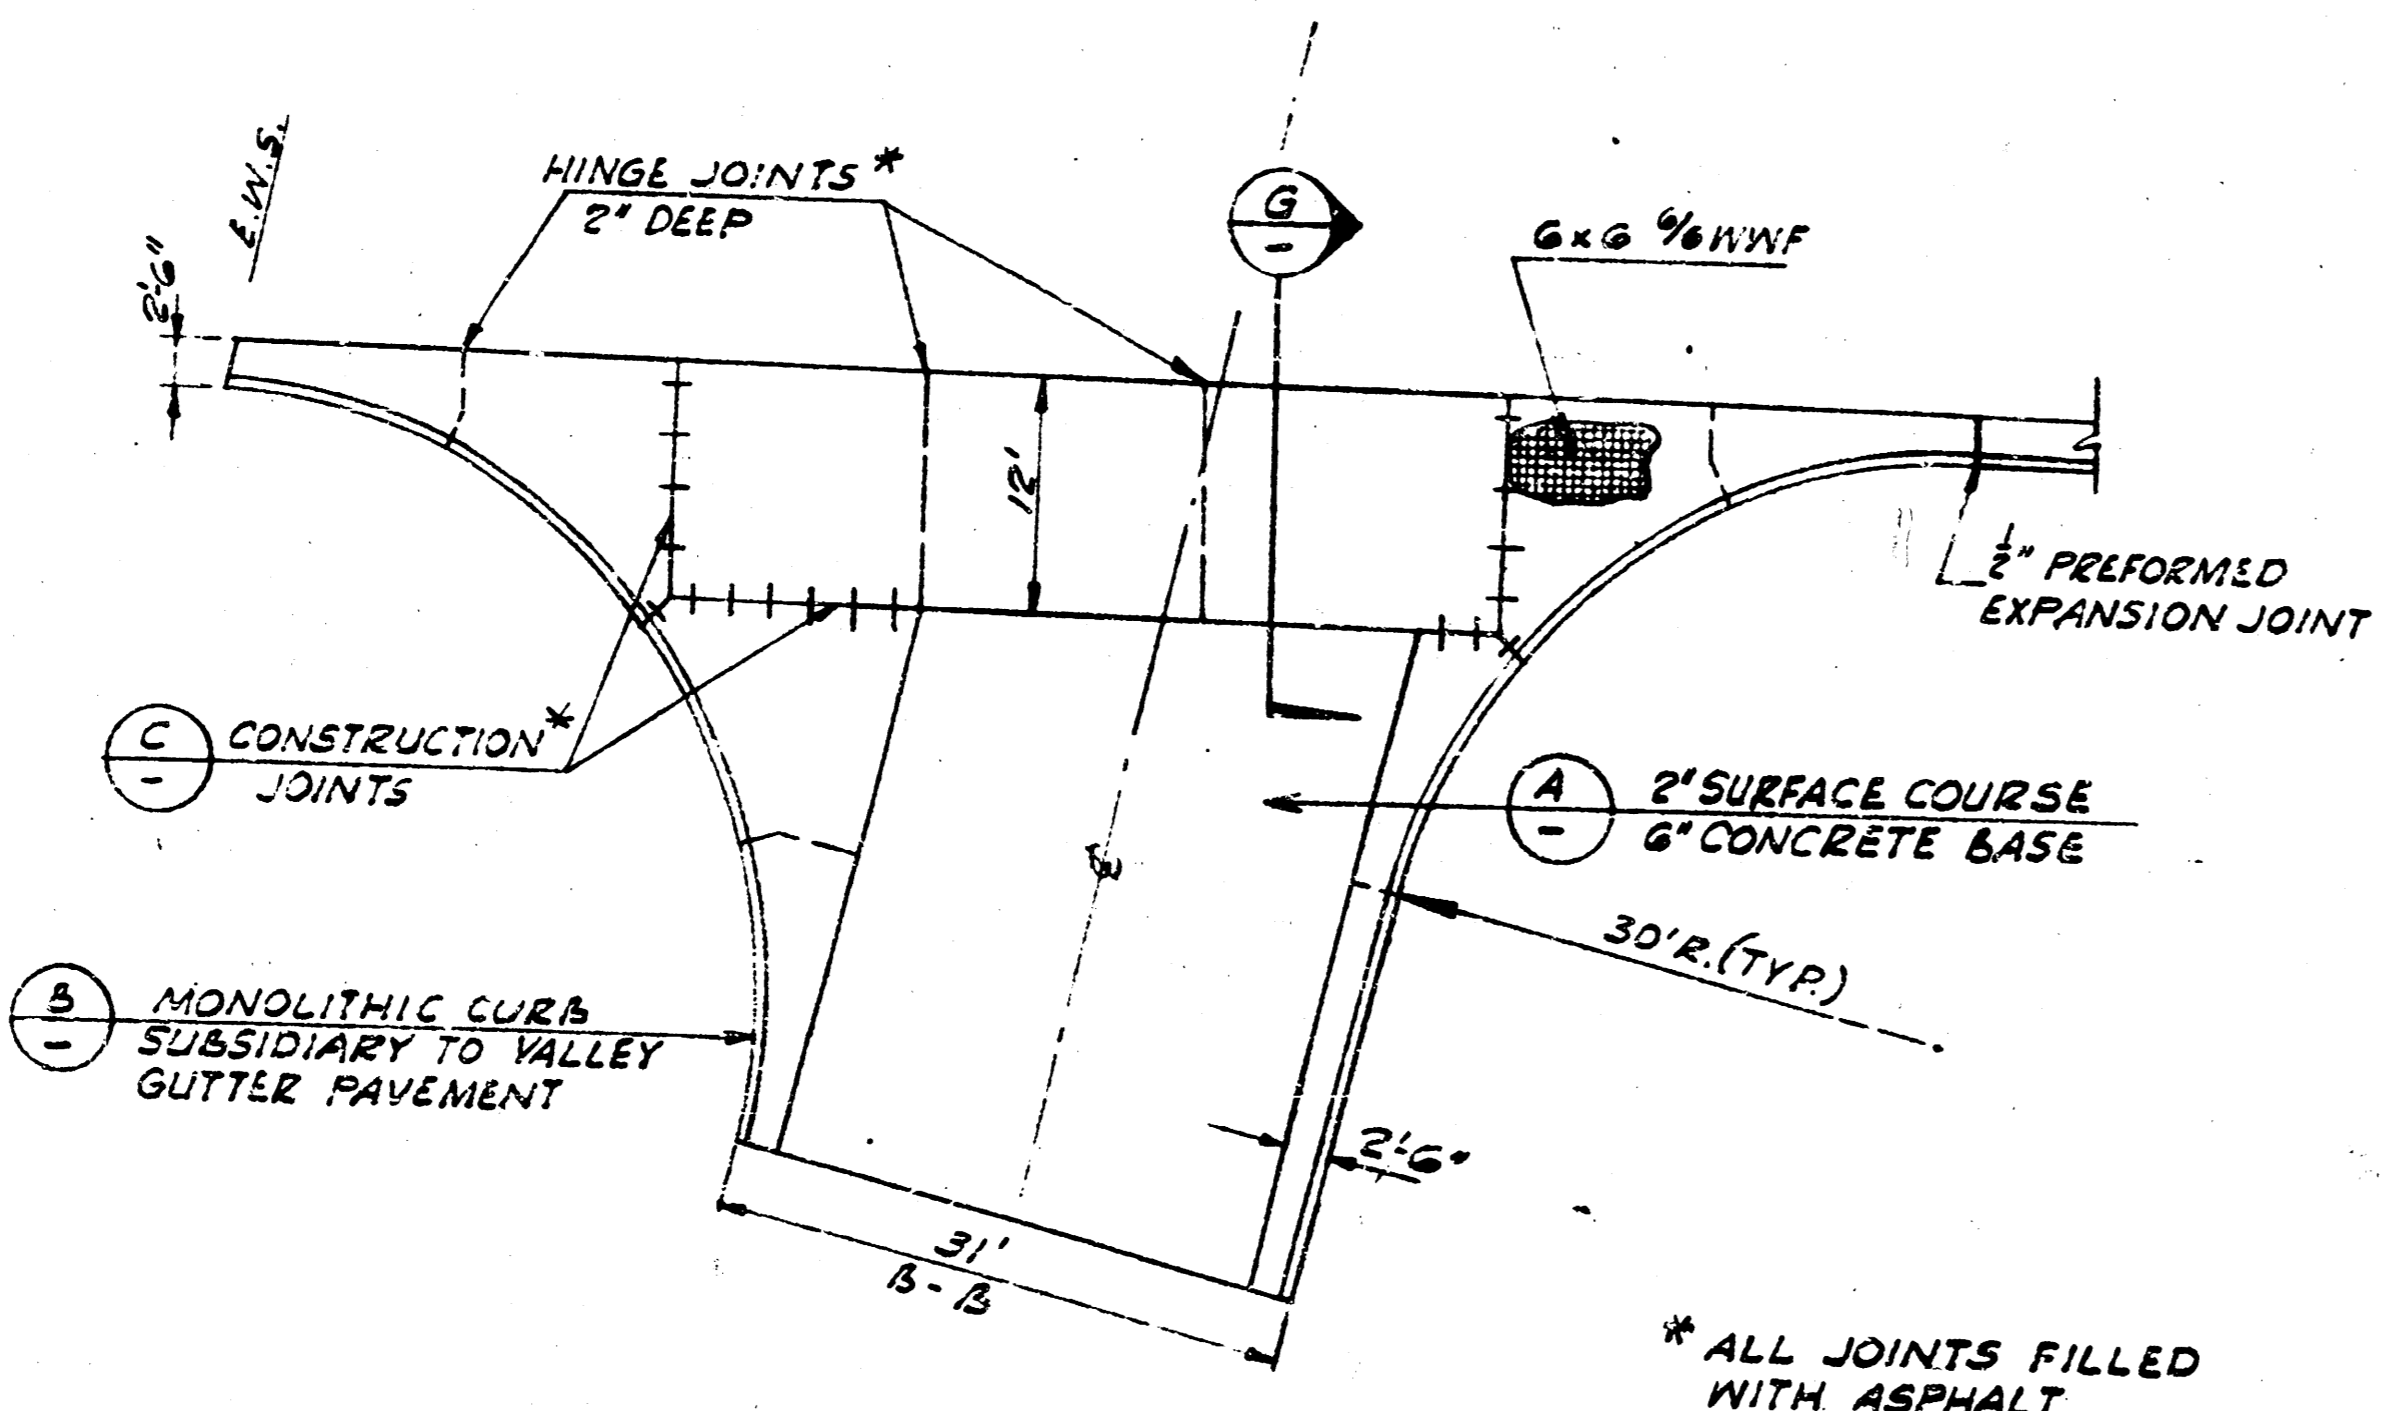 E.W.S.
2'-6"
HINGE JOINTS *
2" DEEP
G
-
6x6 6/6 WWF
12'
1/2" PREFORMED
EXPANSION JOINT
C
-
CONSTRUCTION *
JOINTS
A
-
2" SURFACE COURSE
6" CONCRETE BASE
℄
30' R. (TYP.)
B
-
MONOLITHIC CURB
SUBSIDIARY TO VALLEY
GUTTER PAVEMENT
2'-6"
31'
B-B
* ALL JOINTS FILLED
WITH ASPHALT